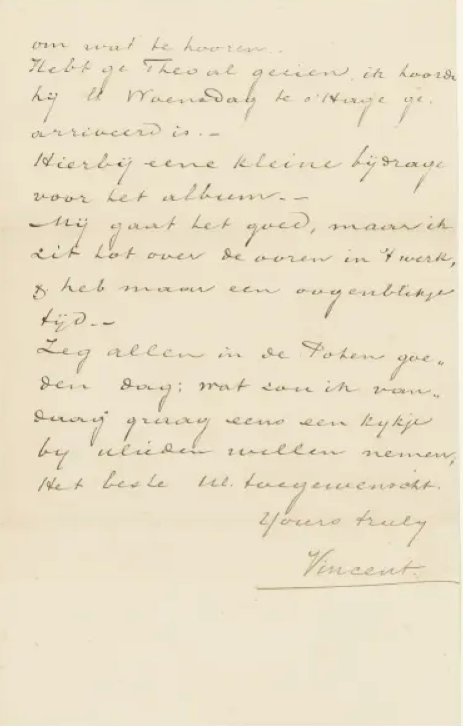 om wat te hooren.
Hebt ge Theo al gezien, ik hoorde
hij ll Woensdag te s'Hage ge-
arriveerd is.–
Hierbij eene kleine bijdrage
voor het album.–
Mij gaat het goed, maar ik
zit tot over de ooren in 't werk,
& heb maar een oogenblikje
tijd.–
Zeg allen in de Poten goe-
den dag; wat zou ik van-
daag graag eens een kykje
by ulieden willen nemen,
Het beste Ul. toegewenscht.
Yours truly
Vincent.